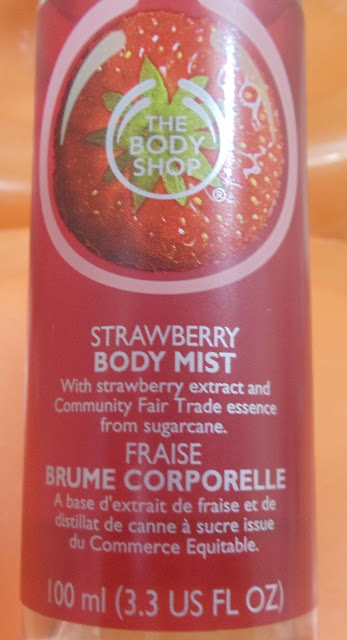 THE
BODY
SHOP
®
STRAWBERRY
BODY MIST
With strawberry extract and
Community Fair Trade essence
from sugarcane.
FRAISE
BRUME CORPORELLE
A base d'extrait de fraise et de
distillat de canne à sucre issue
du Commerce Equitable.
100 ml (3.3 US FL OZ)